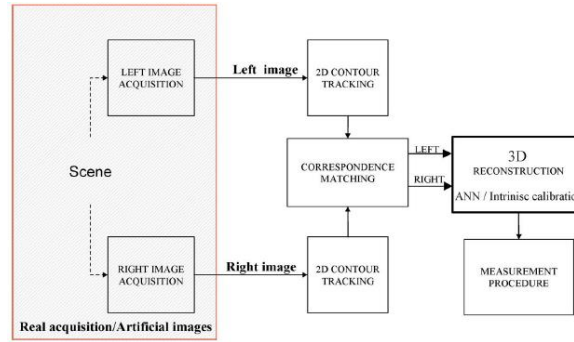 LEFT IMAGE
ACQUISITION
Left image
2D CONTOUR
TRACKING
Scene
CORRESPONDENCE
MATCHING
LEFT
RIGHT
3D
RECONSTRUCTION
ANN / Intrinisc calibration
RIGHT IMAGE
ACQUISITION
Right image
2D CONTOUR
TRACKING
MEASUREMENT
PROCEDURE
Real acquisition/Artificial images